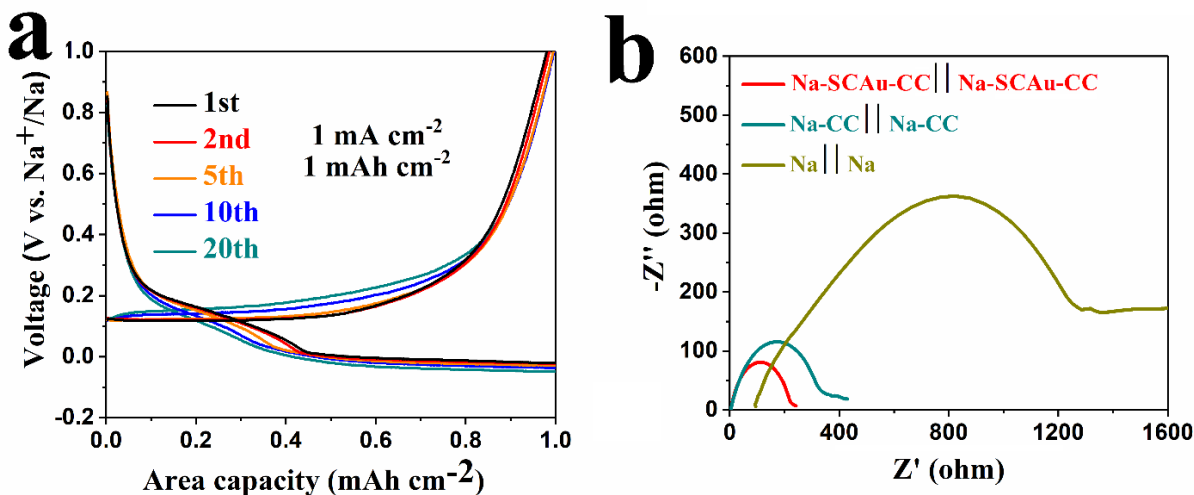 a
Voltage (V vs. Na⁺/Na)
1.0
0.8
0.6
0.4
0.2
0.0
-0.2
1st
2nd
5th
10th
20th
1 mA cm⁻²
1 mAh cm⁻²
0.0 0.2 0.4 0.6 0.8 1.0
Area capacity (mAh cm⁻²)
b
-Z'' (ohm)
600
500
400
300
200
100
0
Na-SCAu-CC││Na-SCAu-CC
Na-CC││Na-CC
Na││Na
0 400 800 1200 1600
Z' (ohm)